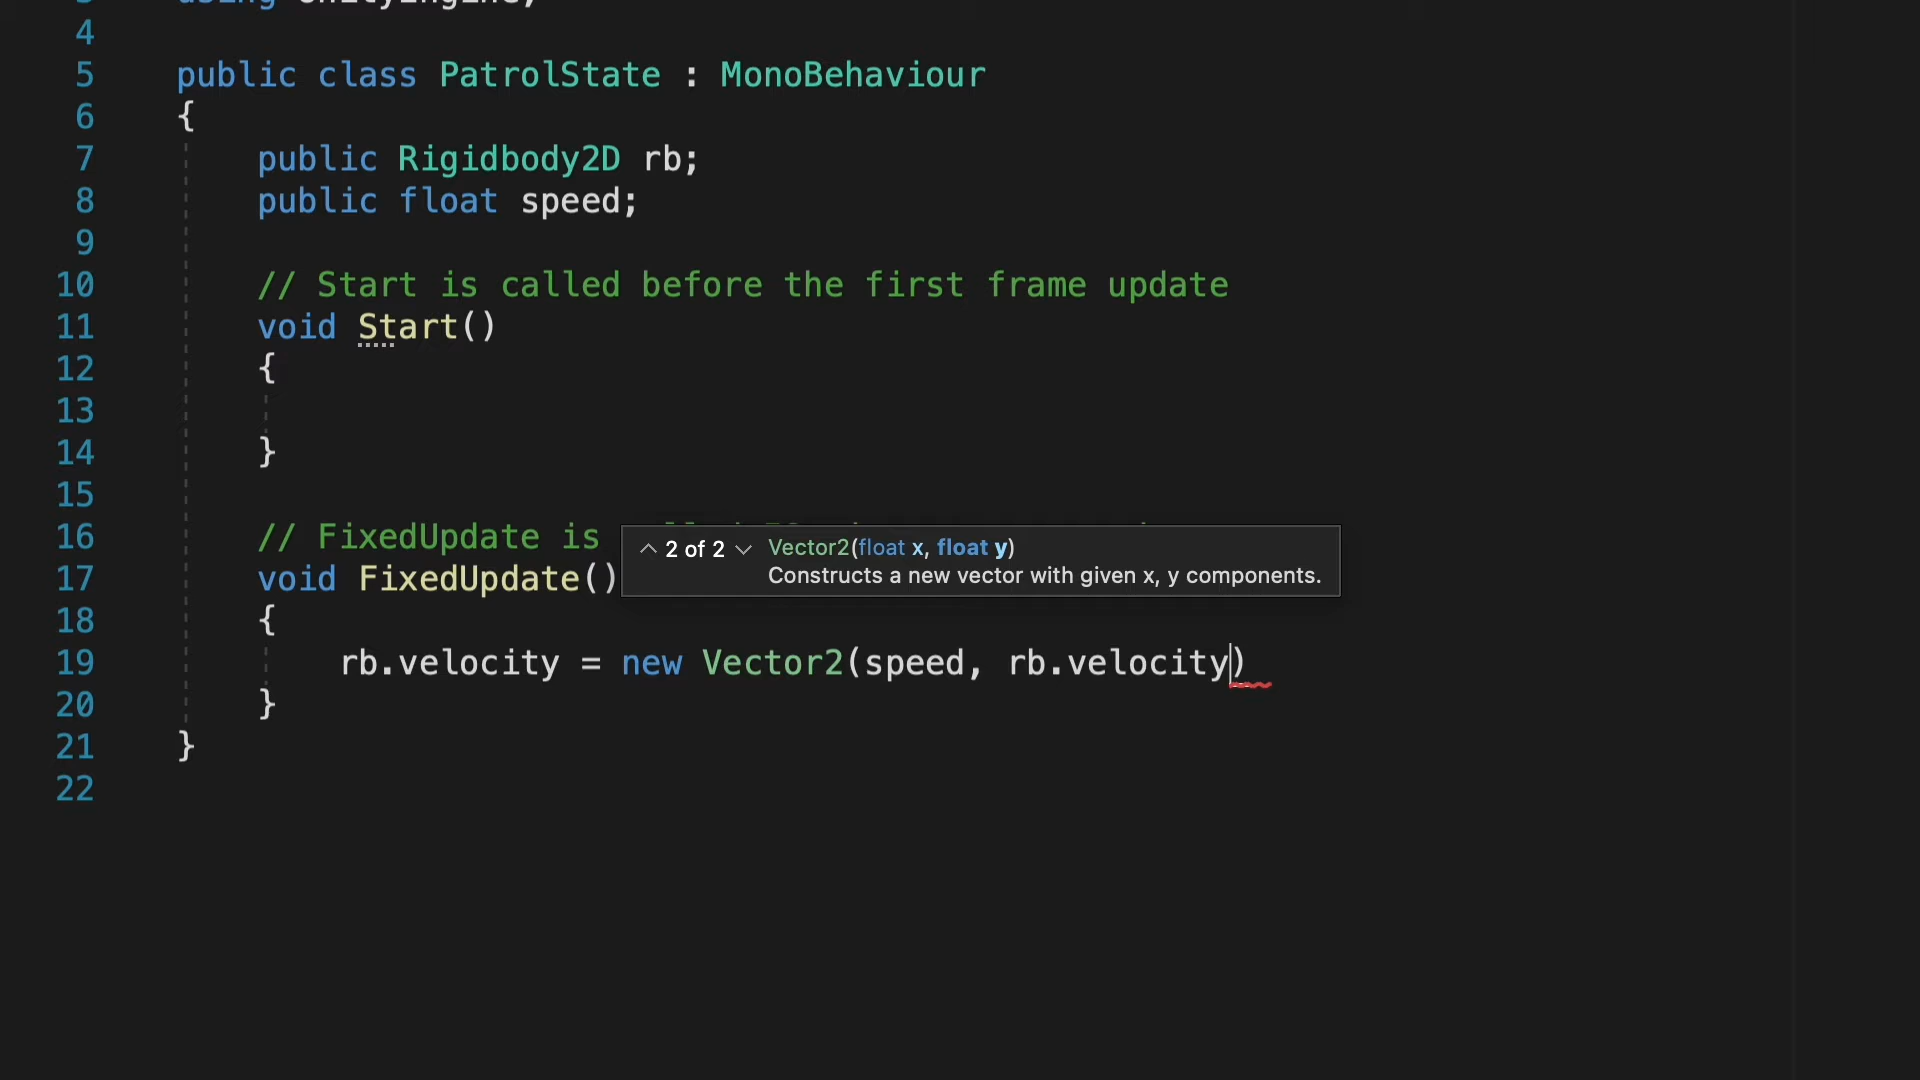 4
5 public class PatrolState : MonoBehaviour
6 {
7 public Rigidbody2D rb;
8 public float speed;
9
10 // Start is called before the first frame update
11 void Start()
12 {
13
14 }
15
16 // FixedUpdate is
^ 2 of 2 Vector2(float x, float y)
Constructs a new vector with given x, y components.
17 void FixedUpdate()
18 {
19 rb.velocity = new Vector2(speed, rb.velocity)
20 }
21 }
22